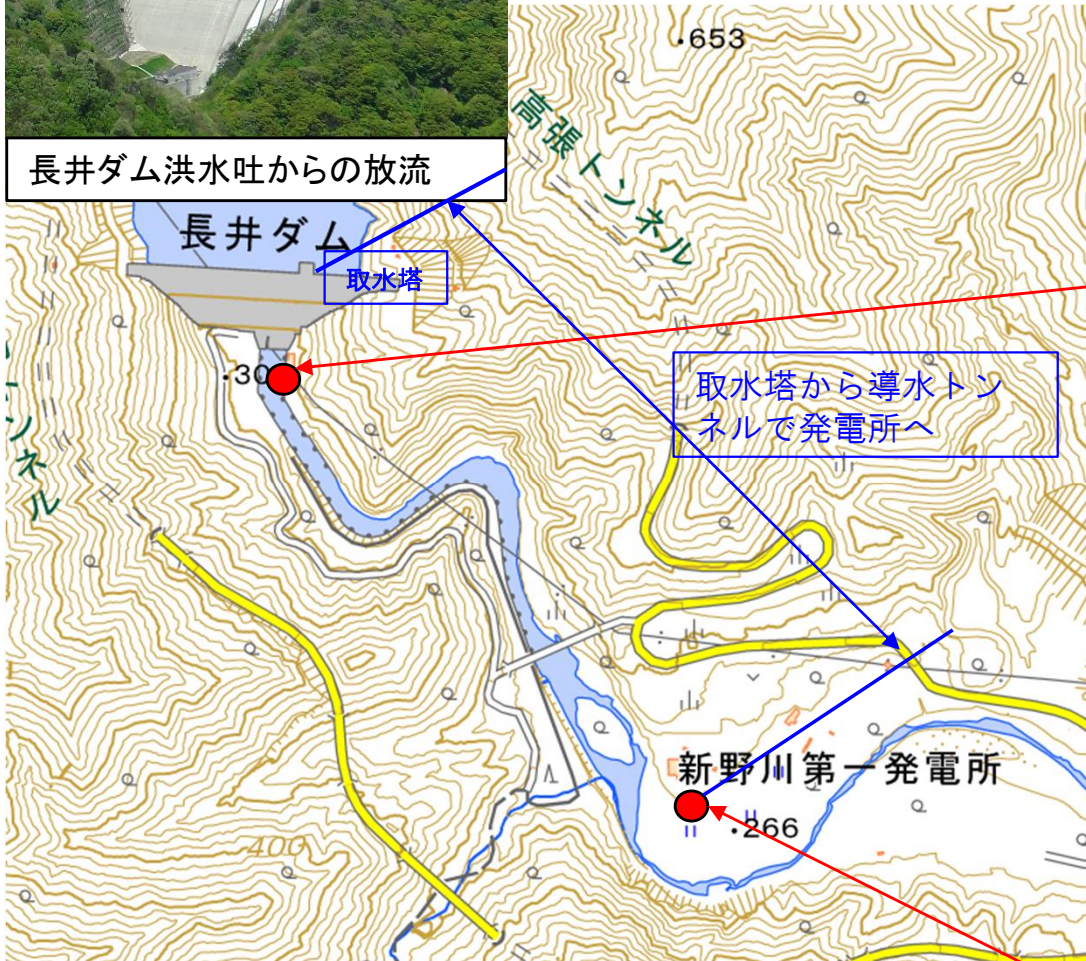 ・653
高張トンネル
長井ダム洪水吐からの放流
長井ダム
取水塔
・30
取水塔から導水トン
ネルで発電所へ
トンネル
新野川第一発電所
・266
400